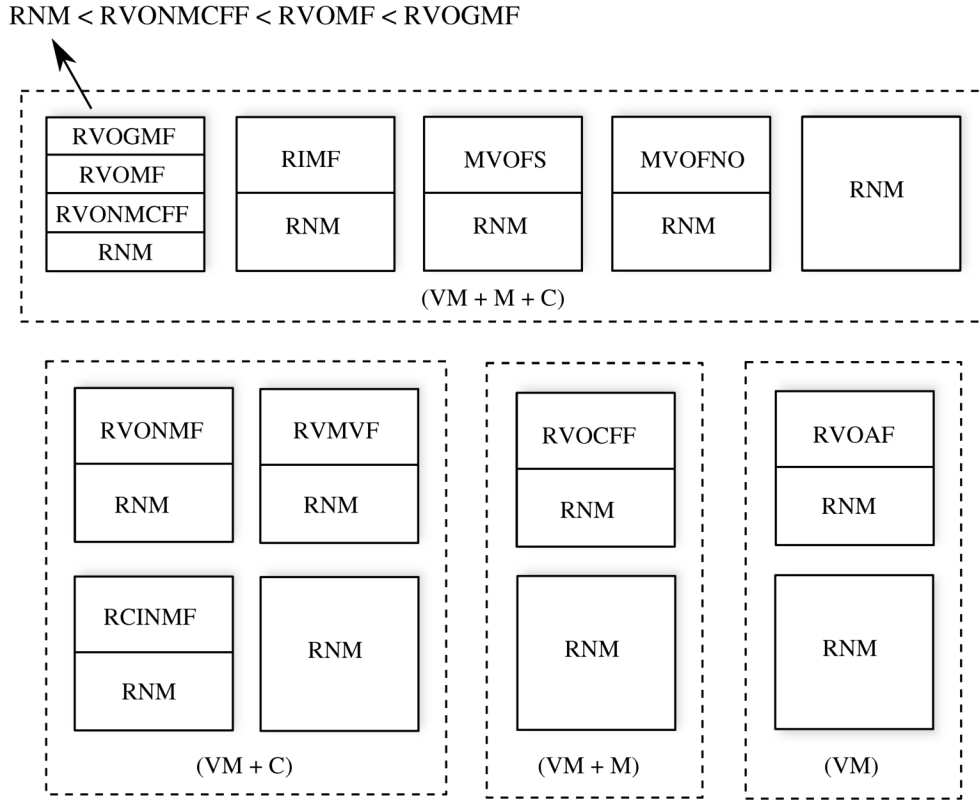 RNM < RVONMCFF < RVOMF < RVOGMF
RVOGMF
RVOMF
RVONMCFF
RNM
RIMF
RNM
MVOFS
RNM
MVOFNO
RNM
RNM
(VM + M + C)
RVONMF
RNM
RVMVF
RNM
RCINMF
RNM
RNM
(VM + C)
RVOCFF
RNM
RNM
(VM + M)
RVOAF
RNM
RNM
(VM)